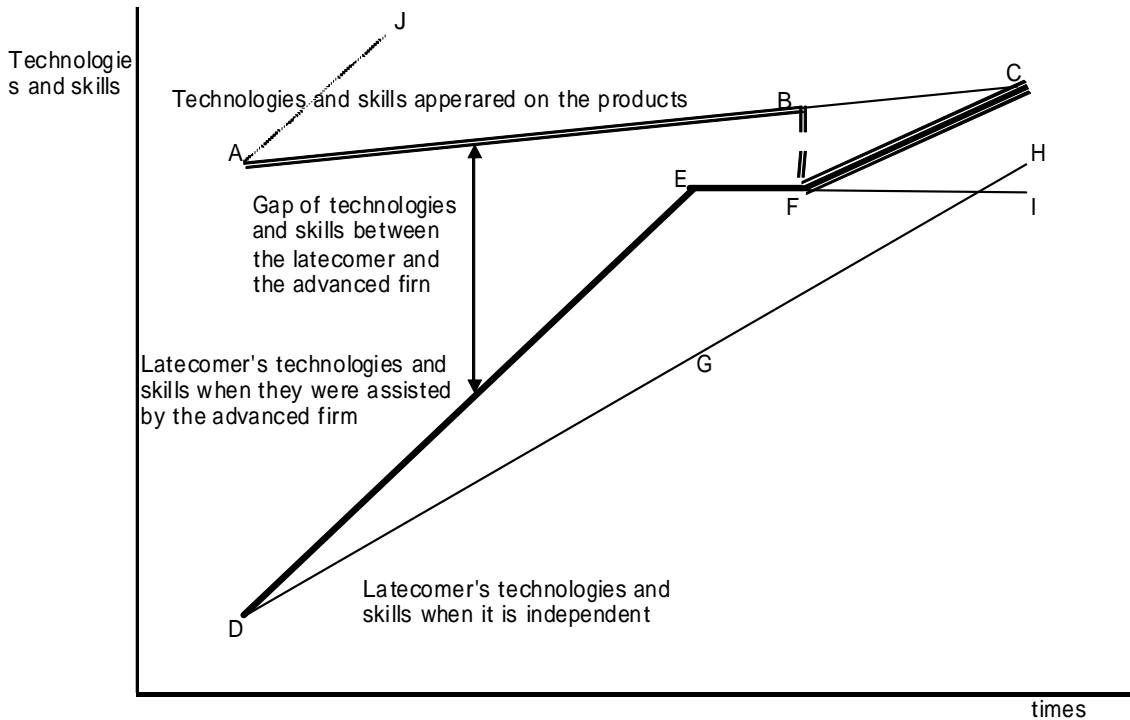 J
Technologie
s and skills
C
Technologies and skills apperared on the products
B
A
H
E
Gap of technologies
and skills between
the latecomer and
the advanced firn
F
I
Latecomer's technologies and
skills when they were assisted
by the advanced firm
G
Latecomer's technologies and
skills when it is independent
D
times